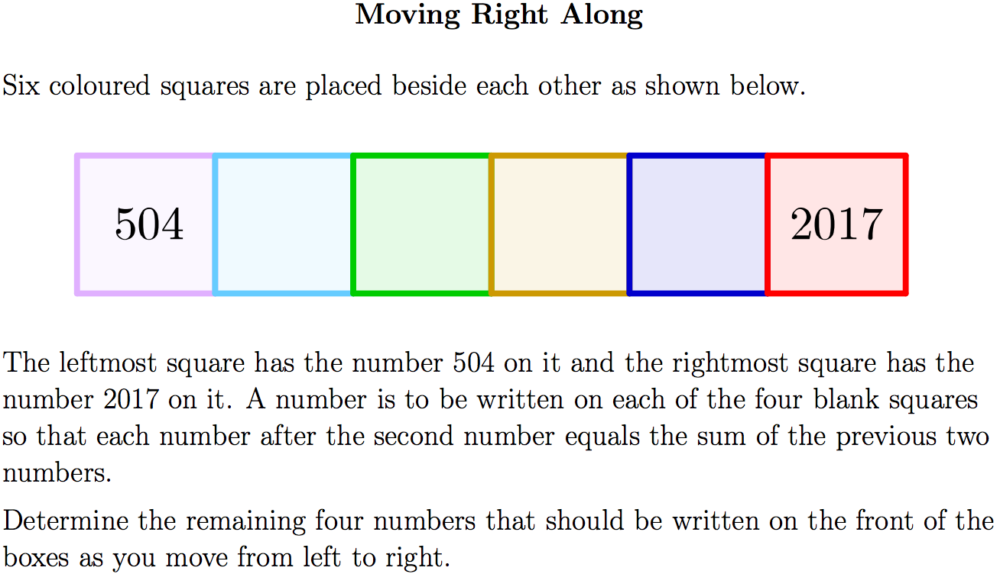 Moving Right Along
Six coloured squares are placed beside each other as shown below.
504
2017
The leftmost square has the number 504 on it and the rightmost square has the
number 2017 on it. A number is to be written on each of the four blank squares
so that each number after the second number equals the sum of the previous two
numbers.
Determine the remaining four numbers that should be written on the front of the
boxes as you move from left to right.